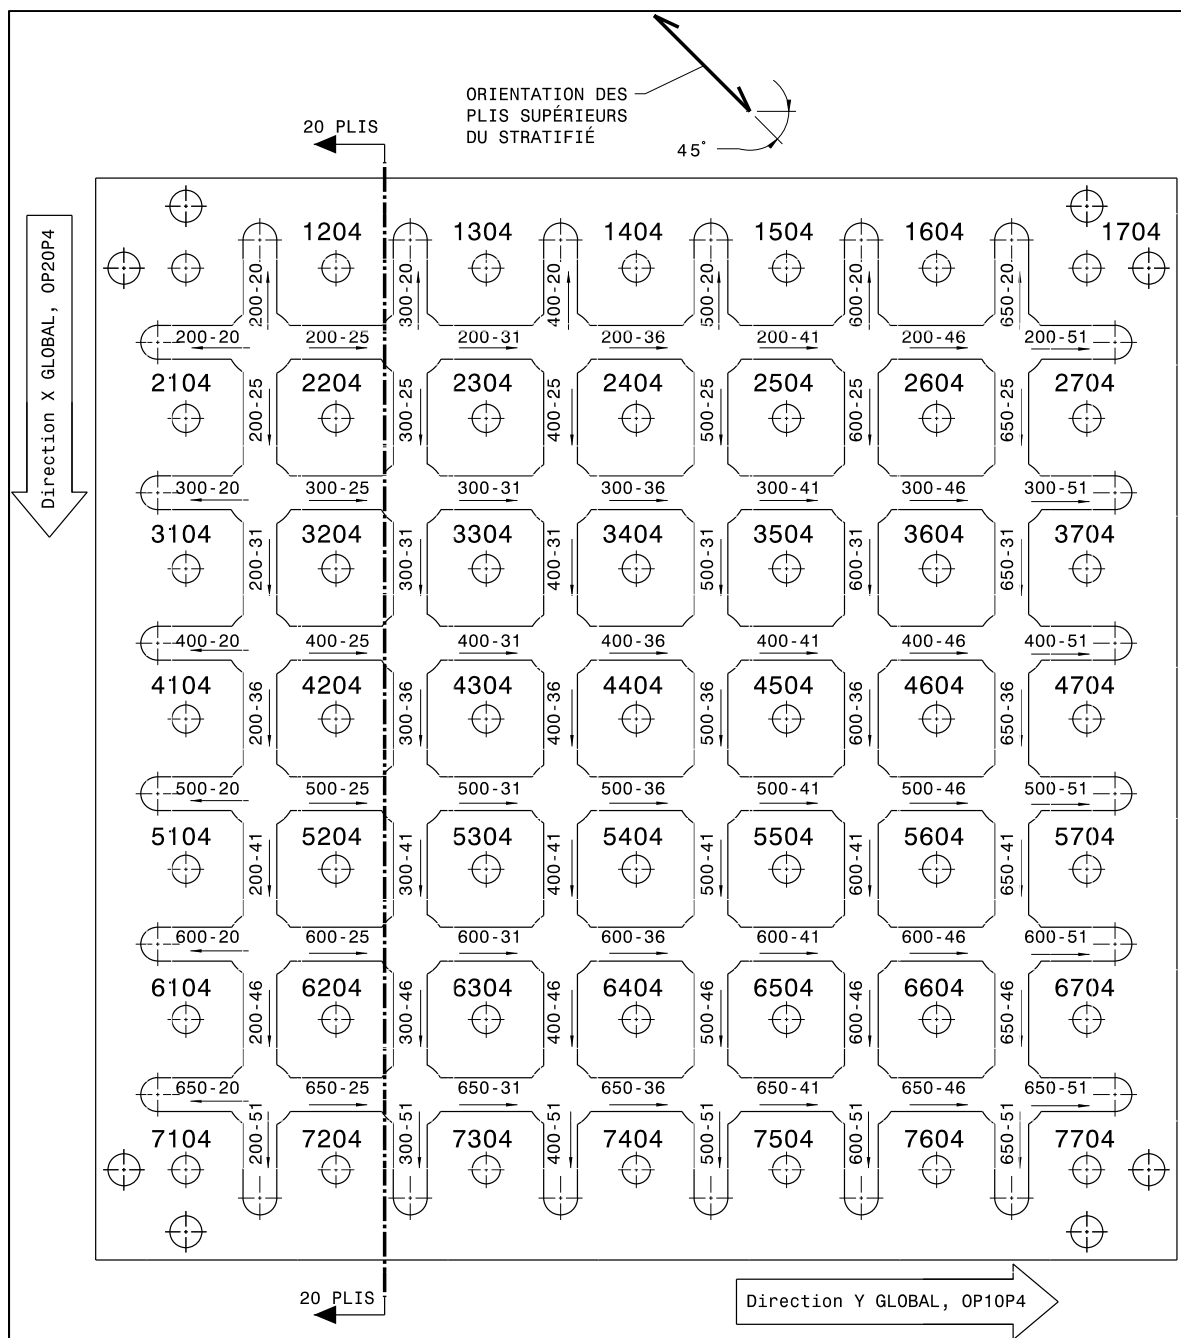 ORIENTATION DES
PLIS SUPÉRIEURS
DU STRATIFIÉ
45°
20 PLIS
Direction X GLOBAL, OP20P4
1204 1304 1404 1504 1604 1704
200-20 300-20 400-20 500-20 600-20 650-20
200-20 200-25 200-31 200-36 200-41 200-46 200-51
2104 2204 2304 2404 2504 2604 2704
200-25 300-25 400-25 500-25 600-25 650-25
300-20 300-25 300-31 300-36 300-41 300-46 300-51
3104 3204 3304 3404 3504 3604 3704
200-31 300-31 400-31 500-31 600-31 650-31
400-20 400-25 400-31 400-36 400-41 400-46 400-51
4104 4204 4304 4404 4504 4604 4704
200-36 300-36 400-36 500-36 600-36 650-36
500-20 500-25 500-31 500-36 500-41 500-46 500-51
5104 5204 5304 5404 5504 5604 5704
200-41 300-41 400-41 500-41 600-41 650-41
600-20 600-25 600-31 600-36 600-41 600-46 600-51
6104 6204 6304 6404 6504 6604 6704
200-46 300-46 400-46 500-46 600-46 650-46
650-20 650-25 650-31 650-36 650-41 650-46 650-51
7104 7204 7304 7404 7504 7604 7704
200-51 300-51 400-51 500-51 600-51 650-51
20 PLIS
Direction Y GLOBAL, OP10P4